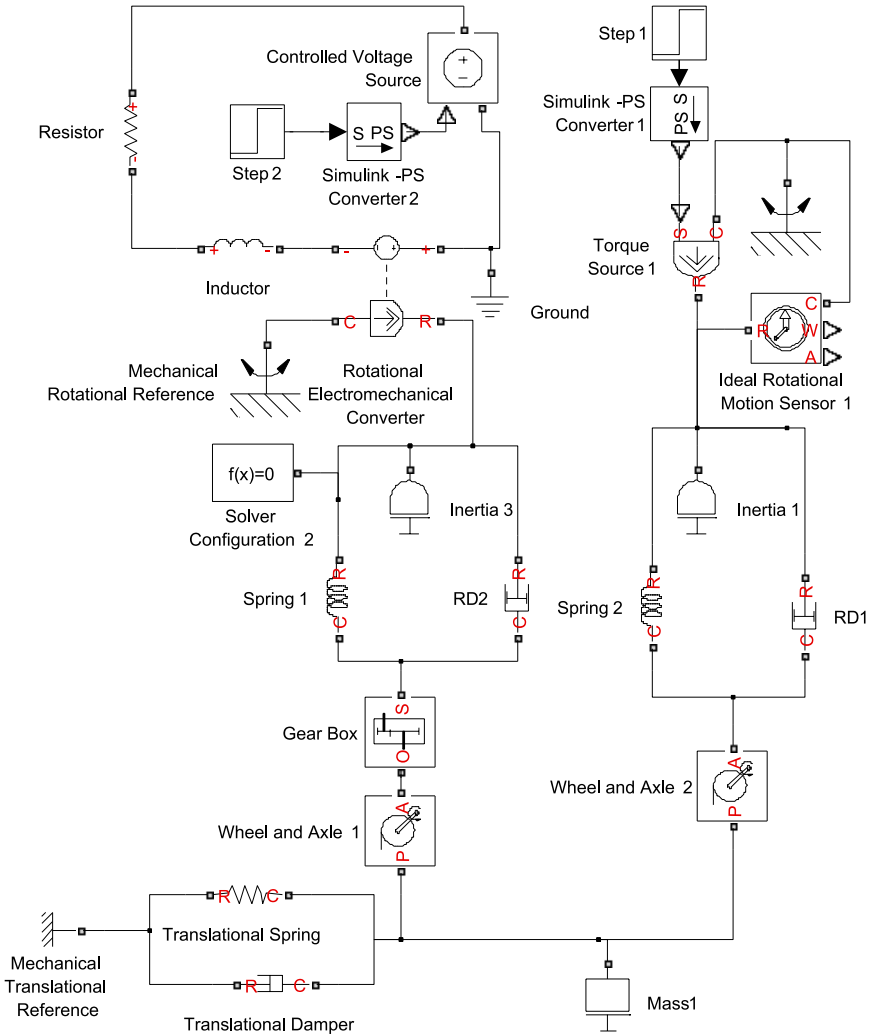 Step 1
Controlled Voltage
Source
+
−
S PS
Simulink -PS
Converter 2
Step 2
Resistor
+
-
Simulink -PS
Converter 1
PS S
S
C
R
Torque
Source 1
+
-
Inductor
-
+
Ground
C
R
Mechanical
Rotational Reference
Rotational
Electromechanical
Converter
R
C
W
A
Ideal Rotational
Motion Sensor 1
f(x)=0
Solver
Configuration 2
Inertia 3
Inertia 1
R
C
Spring 1
R
C
RD2
R
C
Spring 2
R
C
RD1
S
O
Gear Box
A
P
Wheel and Axle 2
A
P
Wheel and Axle 1
R
C
Translational Spring
Mechanical
Translational
Reference
R
C
Translational Damper
Mass1